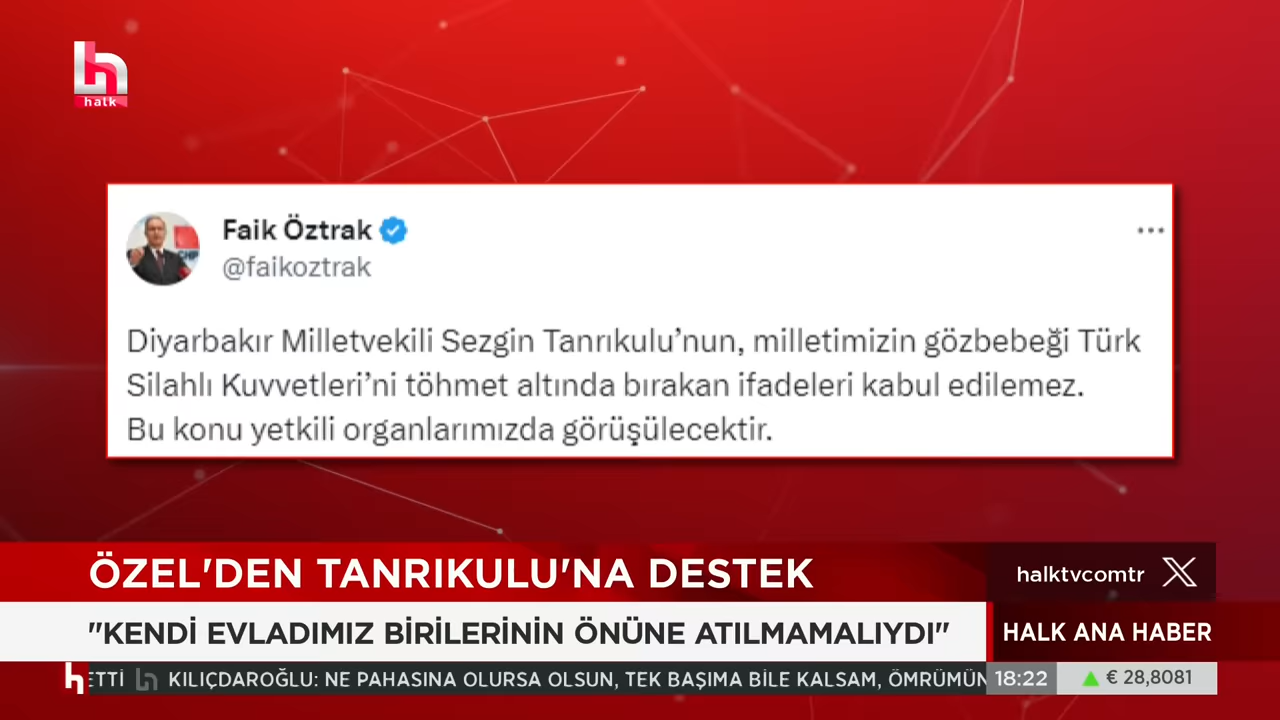 halk
Faik Öztrak
@faikoztrak
Diyarbakır Milletvekili Sezgin Tanrıkulu’nun, milletimizin gözbebeği Türk
Silahlı Kuvvetleri’ni töhmet altında bırakan ifadeleri kabul edilemez.
Bu konu yetkili organlarımızda görüşülecektir.
ÖZEL'DEN TANRIKULU'NA DESTEK
halktvcomtr
"KENDİ EVLADIMIZ BİRİLERİNİN ÖNÜNE ATILMAMALIYDI"
HALK ANA HABER
ETTİ KILIÇDAROĞLU: NE PAHASINA OLURSA OLSUN, TEK BAŞIMA BİLE KALSAM, ÖMRÜMÜN
18:22
€ 28,8081